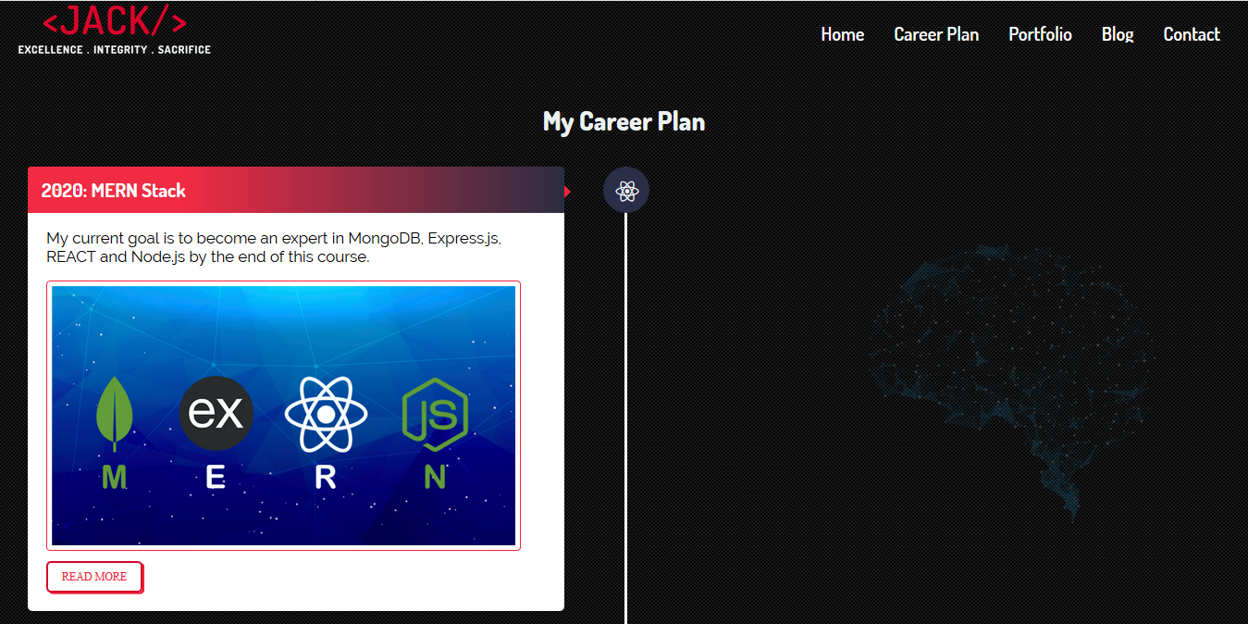 <JACK/>
EXCELLENCE . INTEGRITY . SACRIFICE
Home Career Plan Portfolio Blog Contact
My Career Plan
2020: MERN Stack
My current goal is to become an expert in MongoDB, Express.js,
REACT and Node.js by the end of this course.
ex JS
M E R N
READ MORE